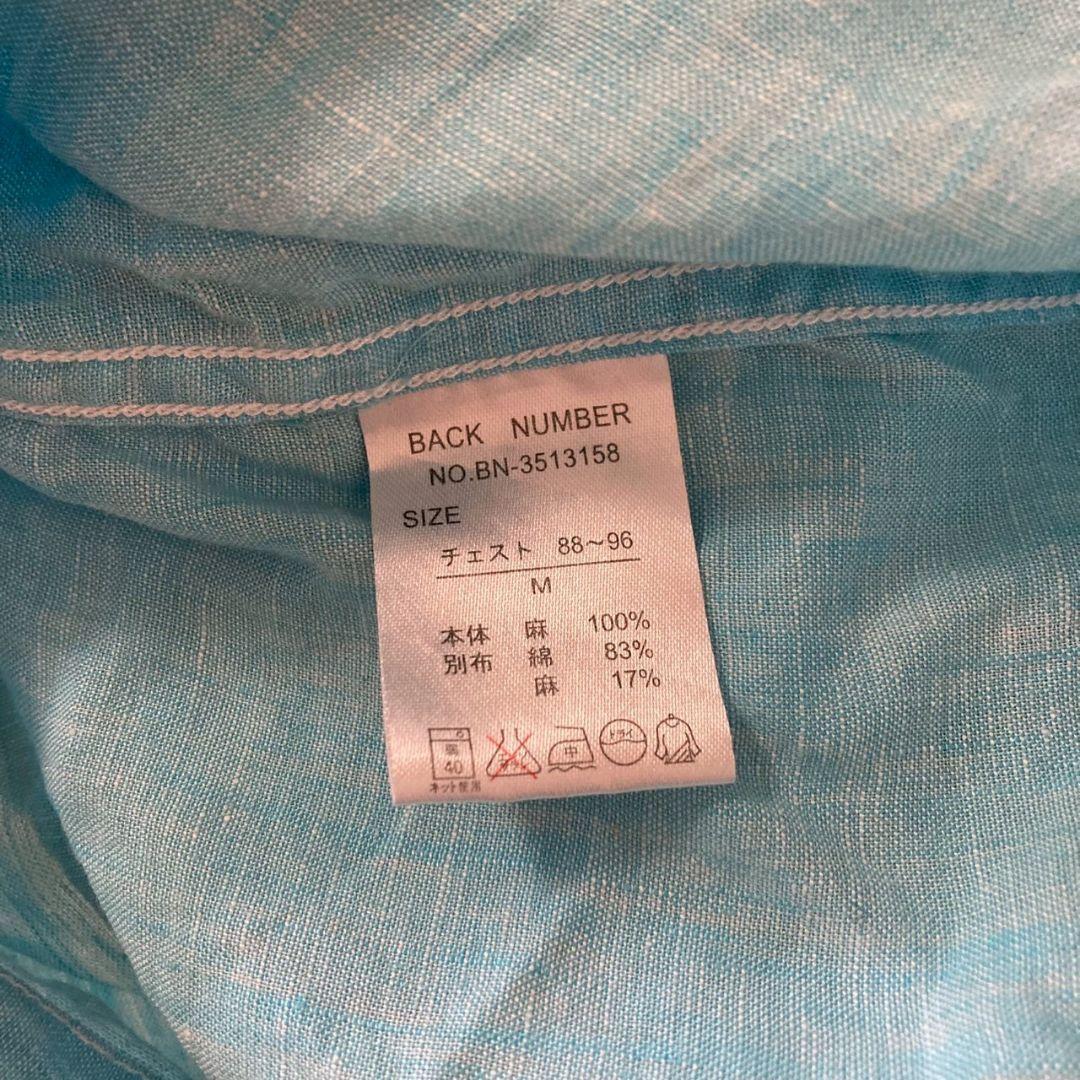 BACK NUMBER
NO.BN-3513158
SIZE
チェスト 88～96
M
本体 麻 100%
別布 綿 83%
麻 17%
弱
40
中
ドライ
ネット使用